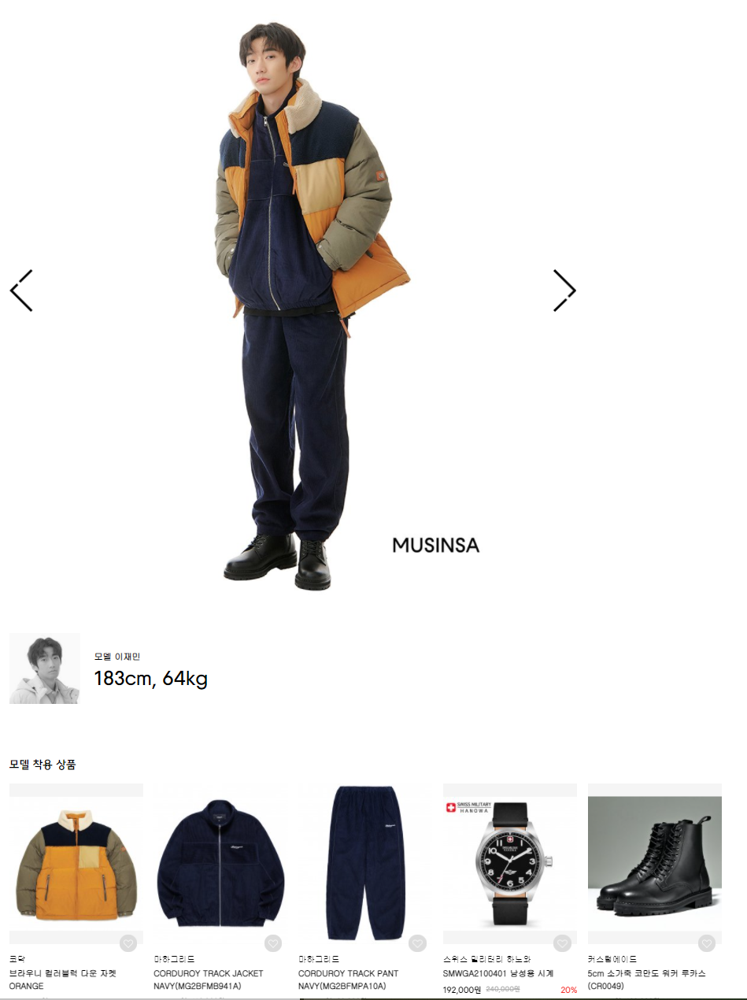 MUSINSA
모델 이재민
183cm, 64kg
모델 착용 상품
SWISS MILITARY
HANOWA
코닥
브라우니 컬러블럭 다운 자켓
ORANGE
마하그리드
CORDUROY TRACK JACKET
NAVY(MG2BFMB941A)
마하그리드
CORDUROY TRACK PANT
NAVY(MG2BFMPA10A)
스위스 밀리터리 하노와
SMWGA2100401 남성용 시계
192,000원 240,000원 20%
커스텀에이드
5cm 소가죽 코만도 워커 루카스
(CR0049)